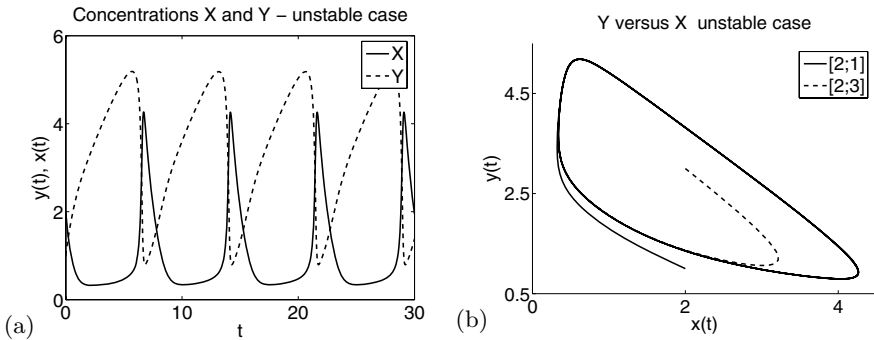 Concentrations X and Y – unstable case
6
4
2
0
y(t), x(t)
X
Y
0
10
20
30
t
(a)
Y versus X unstable case
4.5
2.5
0.5
y(t)
[2;1]
[2;3]
0
2
4
x(t)
(b)